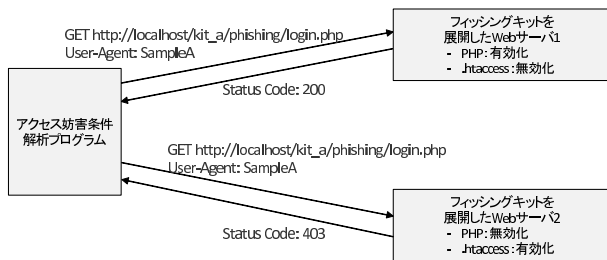 GET http://localhost/kit_a/phishing/login.php
User-Agent: SampleA
フィッシングキットを
展開したWebサーバ1
- PHP:有効化
- .htaccess:無効化
Status Code: 200
アクセス妨害条件
解析プログラム
GET http://localhost/kit_a/phishing/login.php
User-Agent: SampleA
フィッシングキットを
展開したWebサーバ2
- PHP:無効化
- .htaccess:有効化
Status Code: 403